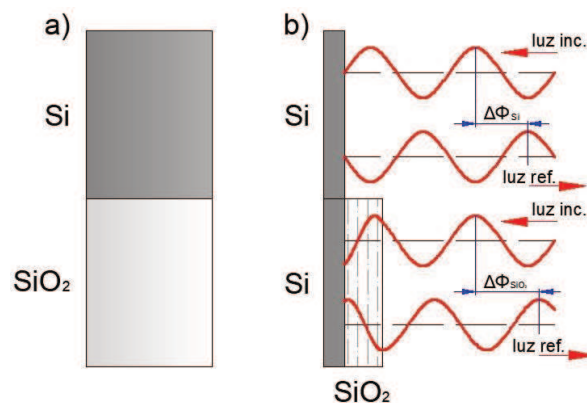 a)
Si
SiO₂
b)
Si
luz inc.
ΔΦSi
luz ref.
luz inc.
Si
ΔΦSiO₂
luz ref.
SiO₂